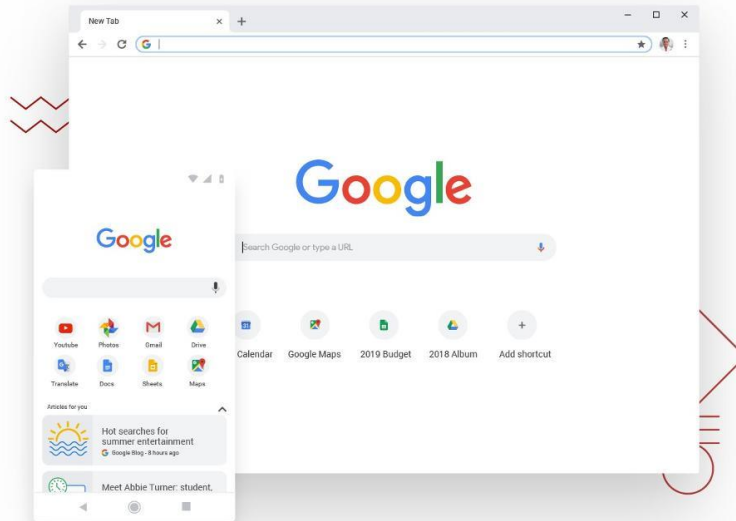 New Tab
Google
Search Google or type a URL
Calendar
Google Maps
2019 Budget
2018 Album
Add shortcut
Google
Youtube
Photos
Gmail
Drive
Translate
Docs
Sheets
Maps
Articles for you
Hot searches for
summer entertainment
Google Blog - 8 hours ago
Meet Abbie Turner: student,